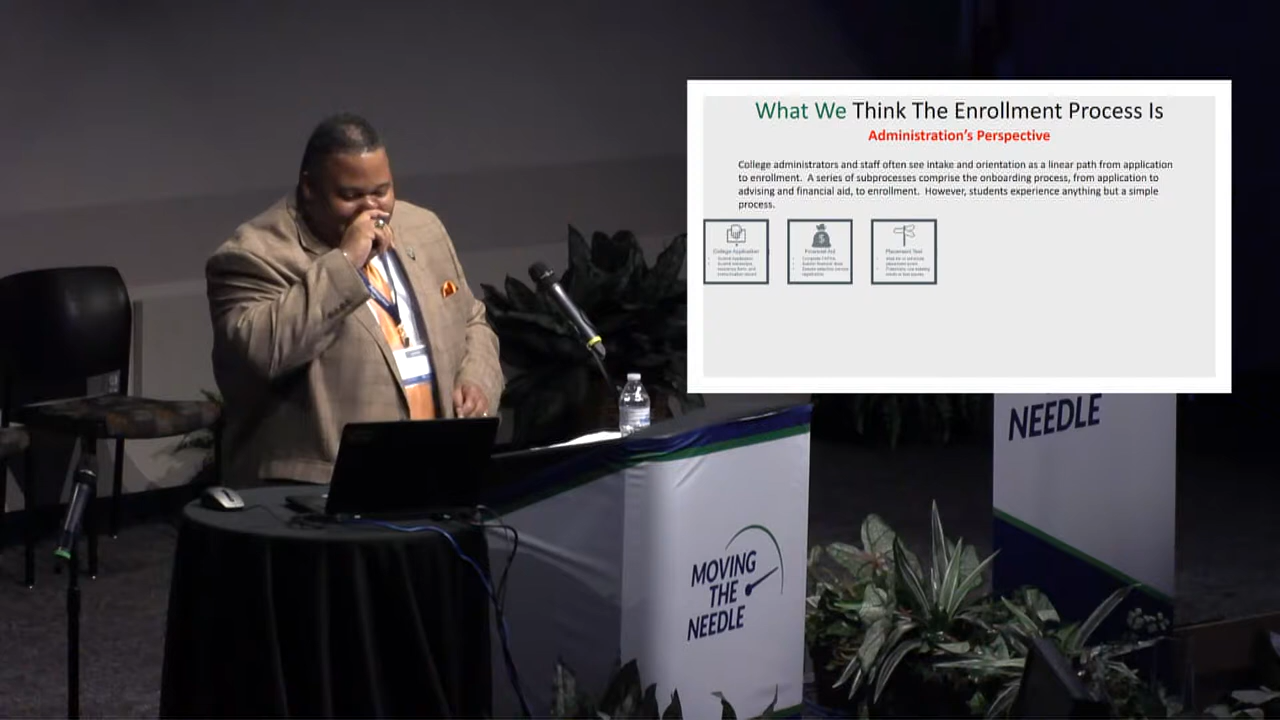 What We Think The Enrollment Process Is
Administration's Perspective
College administrators and staff often see intake and orientation as a linear path from application
to enrollment. A series of subprocesses comprise the onboarding process, from application to
advising and financial aid, to enrollment. However, students experience anything but a simple
process.
College Application
Financial Aid
Placement Test
NEEDLE
MOVING
THE
NEEDLE